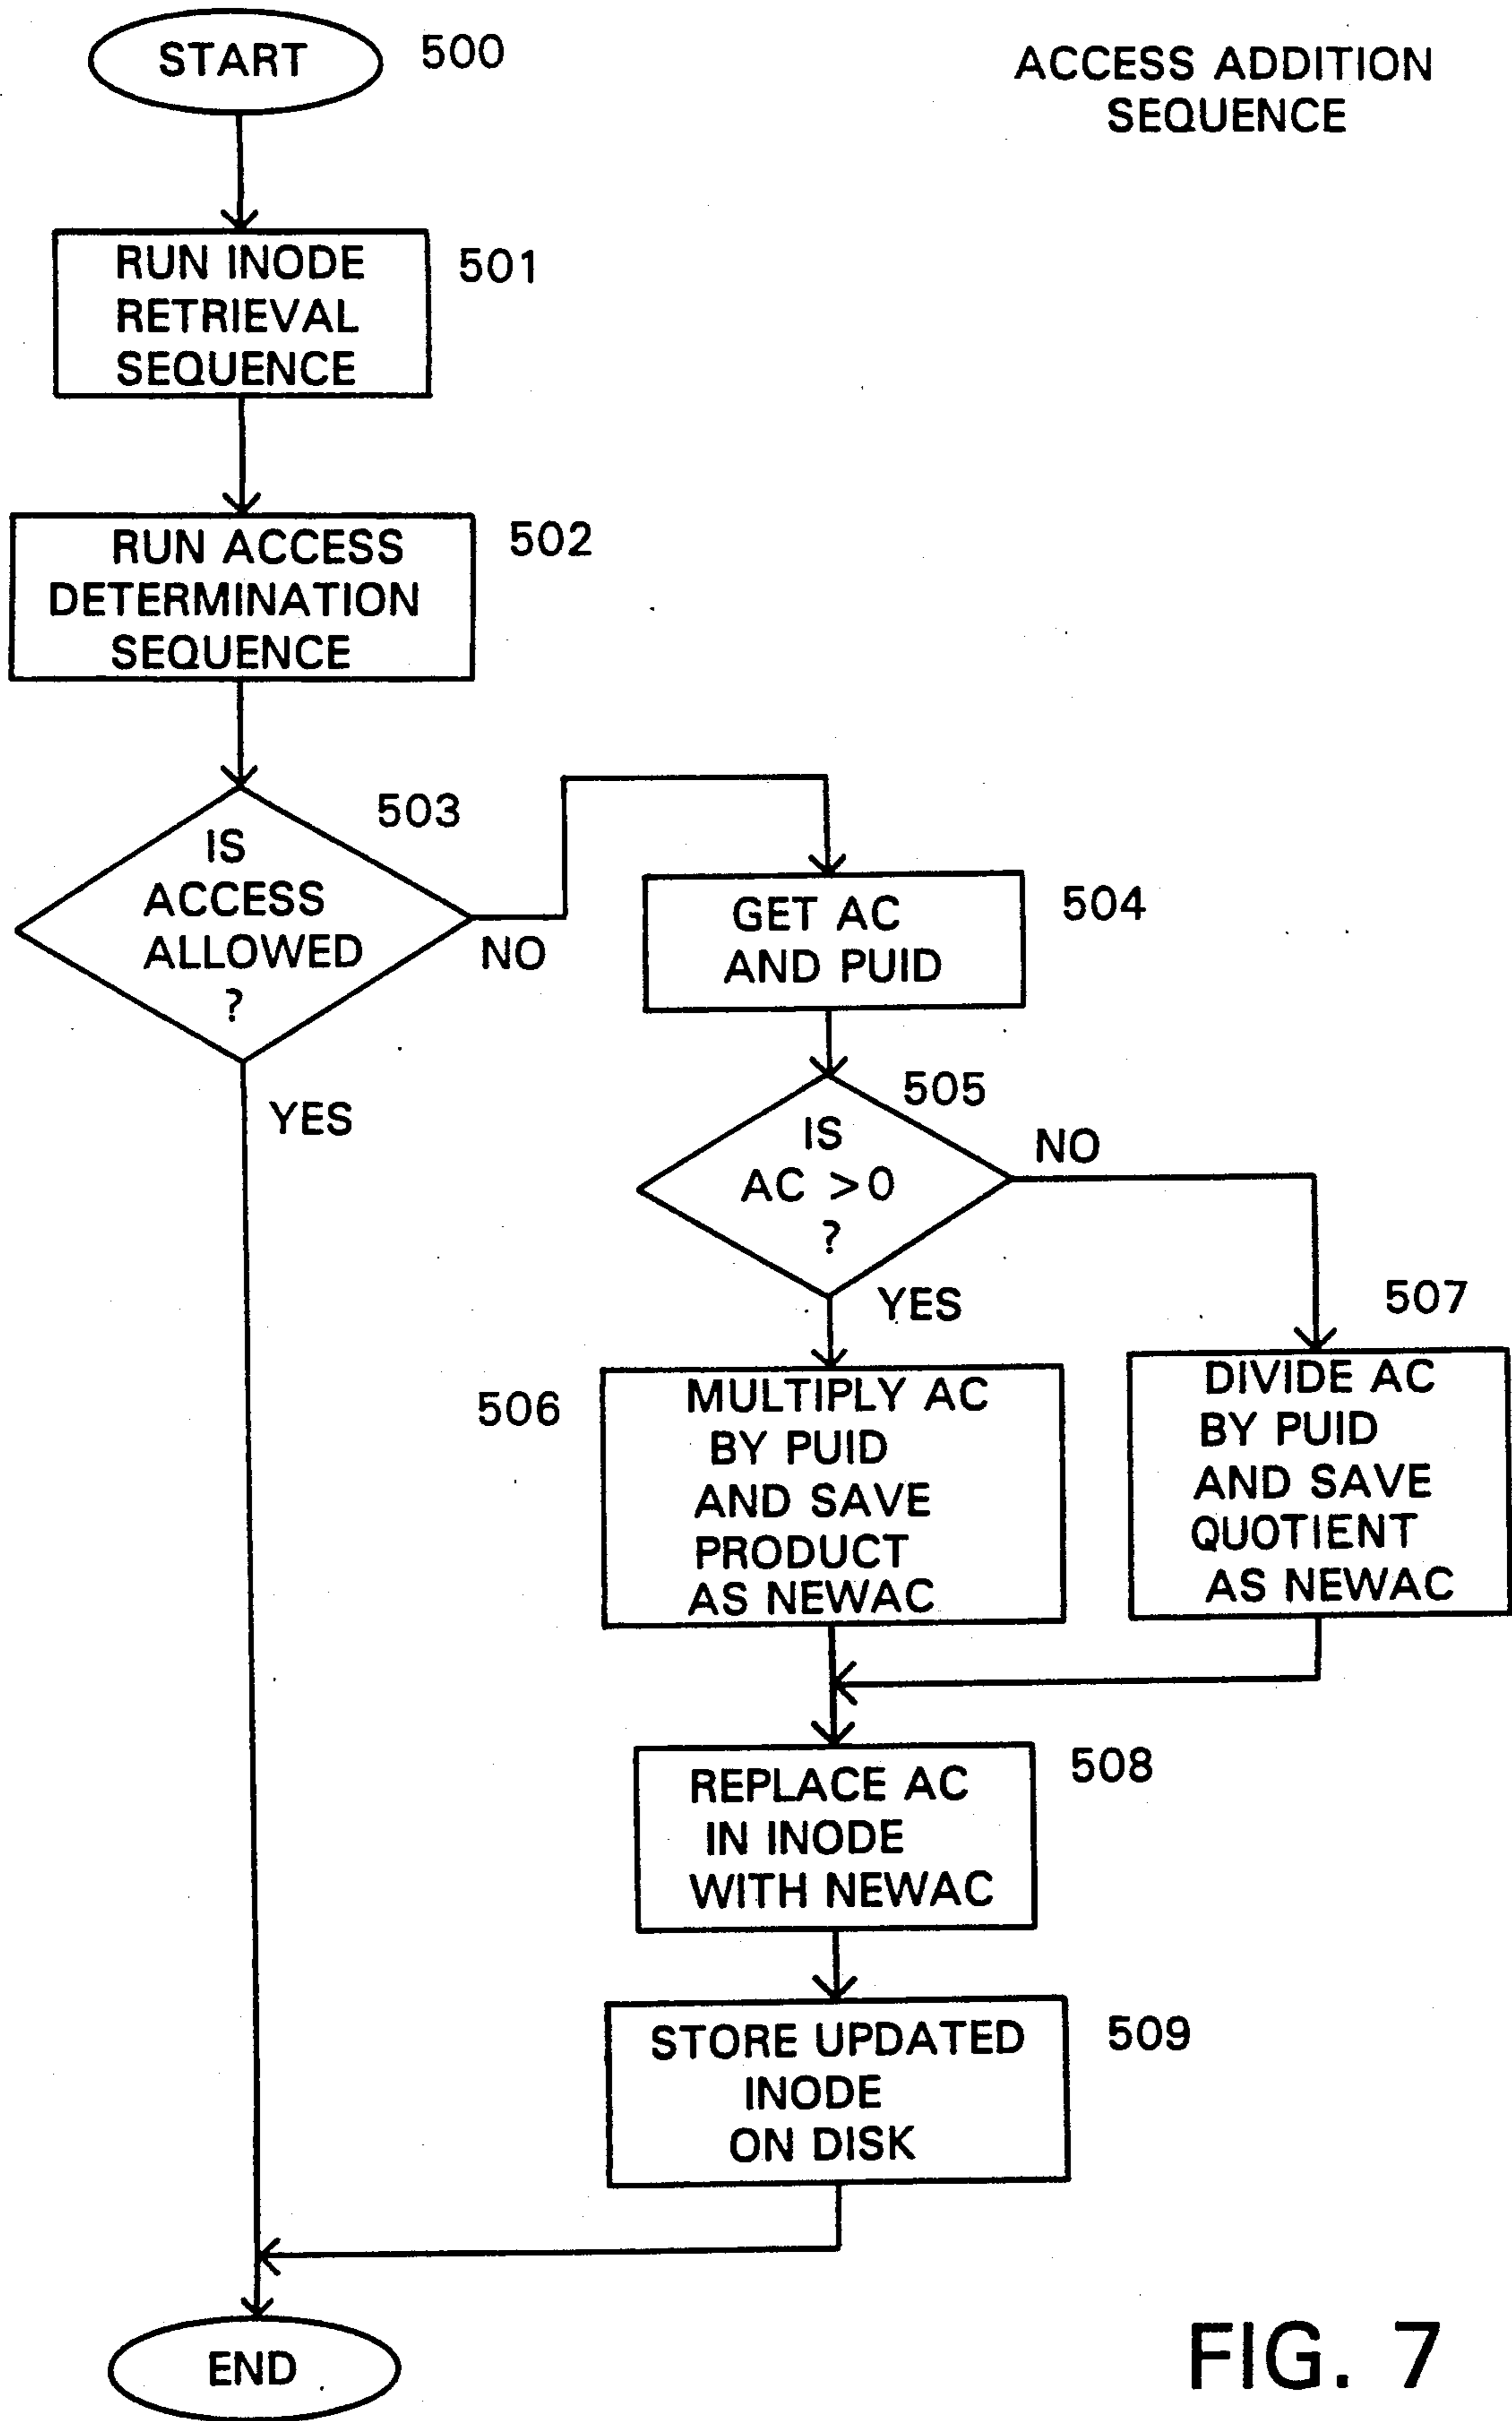 START
500
ACCESS ADDITION
SEQUENCE
RUN INODE
RETRIEVAL
SEQUENCE
501
RUN ACCESS
DETERMINATION
SEQUENCE
502
IS
ACCESS
ALLOWED
?
503
NO
YES
GET AC
AND PUID
504
IS
AC >0
?
505
NO
YES
506
MULTIPLY AC
BY PUID
AND SAVE
PRODUCT
AS NEWAC
507
DIVIDE AC
BY PUID
AND SAVE
QUOTIENT
AS NEWAC
REPLACE AC
IN INODE
WITH NEWAC
508
STORE UPDATED
INODE
ON DISK
509
END
FIG. 7